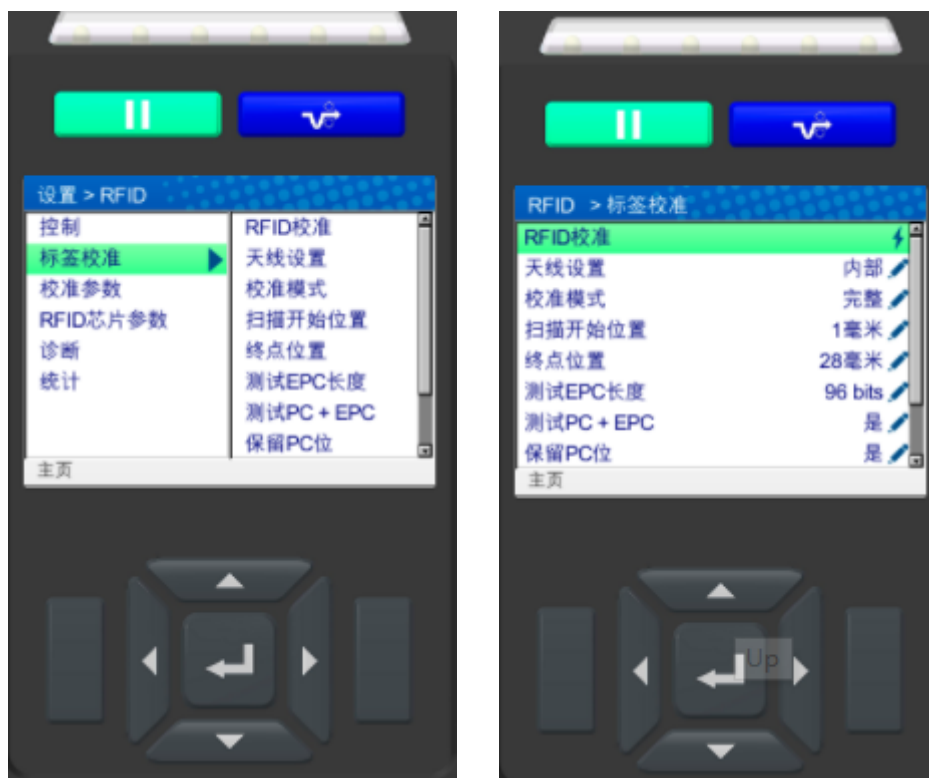 设置 > RFID
控制
标签校准
校准参数
RFID芯片参数
诊断
统计
RFID校准
天线设置
校准模式
扫描开始位置
终点位置
测试EPC长度
测试PC + EPC
保留PC位
主页
RFID > 标签校准
RFID校准
天线设置 内部
校准模式 完整
扫描开始位置 1毫米
终点位置 28毫米
测试EPC长度 96 bits
测试PC + EPC 是
保留PC位 是
主页
Up